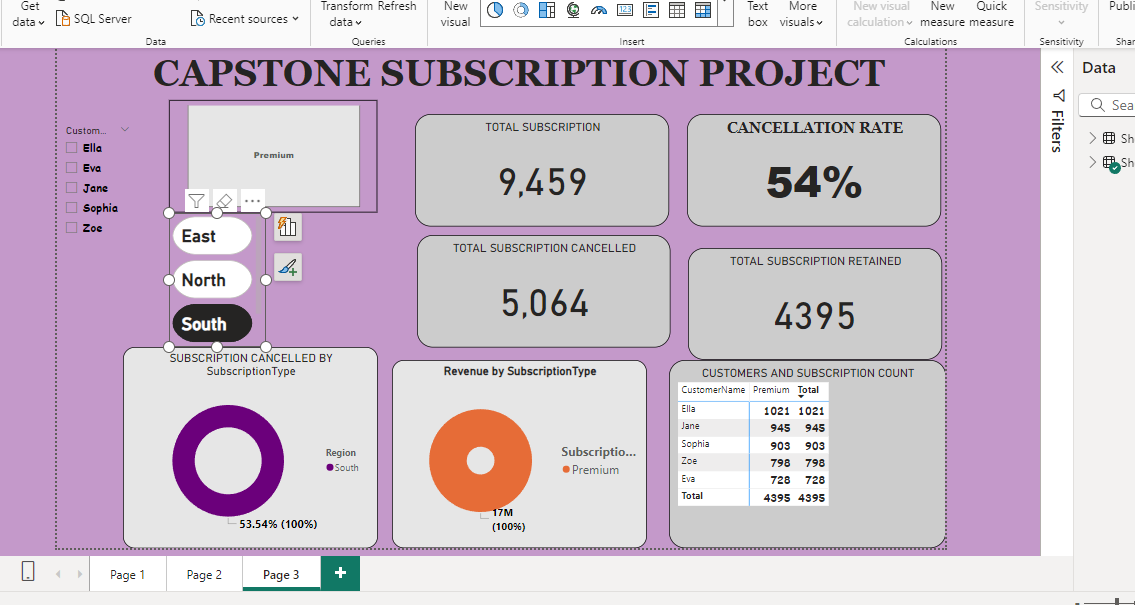 Get
data
SQL Server
Recent sources
Transform Refresh
data
New
visual
123
Text
box
More
visuals
New visual
calculation
New
measure
Quick
measure
Sensitivity
Publi
Data
Queries
Insert
Calculations
Sensitivity
Shar
CAPSTONE SUBSCRIPTION PROJECT
Data
Filters
Sea
Sh
Sh
Custom...
Ella
Eva
Jane
Sophia
Zoe
Premium
East
North
South
TOTAL SUBSCRIPTION
9,459
CANCELLATION RATE
54%
TOTAL SUBSCRIPTION CANCELLED
5,064
TOTAL SUBSCRIPTION RETAINED
4395
SUBSCRIPTION CANCELLED BY
SubscriptionType
Region
South
53.54% (100%)
Revenue by SubscriptionType
Subscriptio...
Premium
17M
(100%)
CUSTOMERS AND SUBSCRIPTION COUNT
CustomerName Premium Total
Ella 1021 1021
Jane 945 945
Sophia 903 903
Zoe 798 798
Eva 728 728
Total 4395 4395
Page 1
Page 2
Page 3